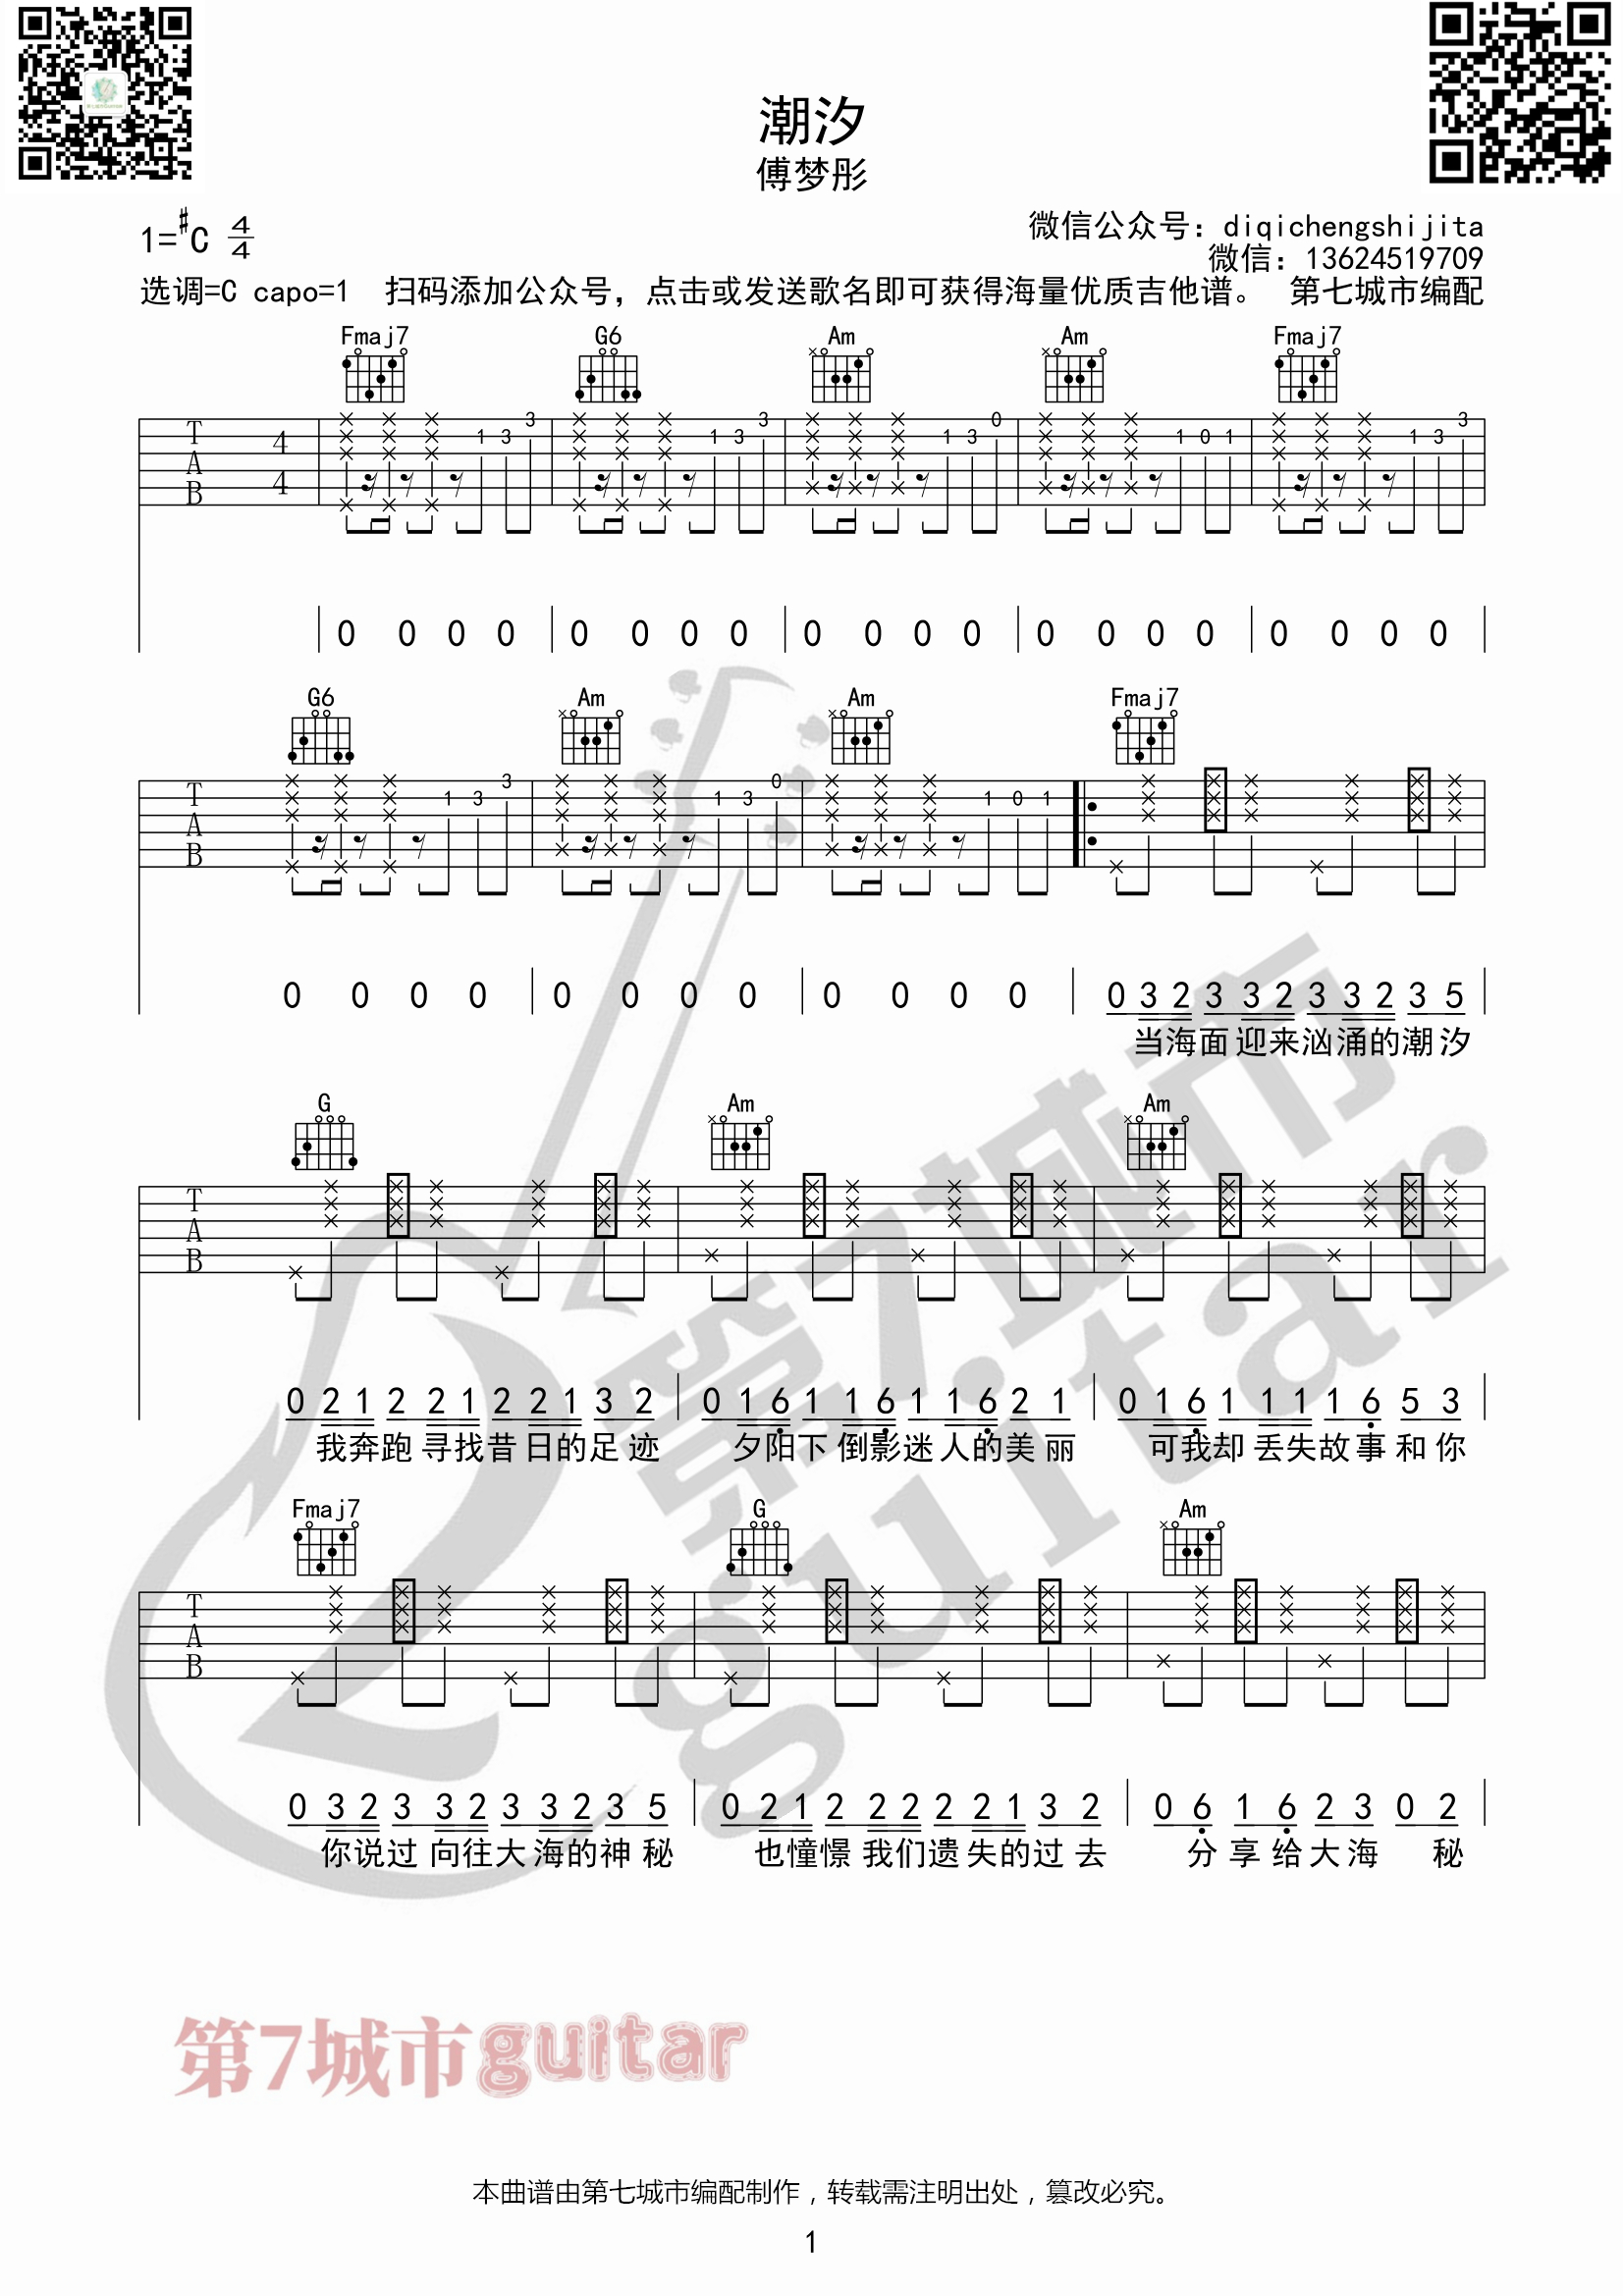 潮汐
傅梦彤
1=#C 4/4
微信公众号：diqichengshijita
微信：13624519709
选调=C capo=1 扫码添加公众号，点击或发送歌名即可获得海量优质吉他谱。 第七城市编配
Fmaj7 G6 Am Am Fmaj7
T A B 4/4 1 3 3 1 3 3 1 3 0 1 0 1 1 3 3
0 0 0 0 0 0 0 0 0 0 0 0 0 0 0 0 0 0 0 0
G6 Am Am Fmaj7
T A B 1 3 3 1 3 0 1 0 1
0 0 0 0 0 0 0 0 0 0 0 0 0 3 2 3 3 2 3 3 2 3 5
当海面 迎来汹涌的潮汐
G Am Am
T A B
0 2 1 2 2 1 2 2 1 3 2 0 1 6 1 1 6 1 1 6 2 1 0 1 6 1 1 1 1 6 5 3
我奔跑 寻找昔日的足迹 夕阳下 倒影迷人的美丽 可我却 丢失故事和你
Fmaj7 G Am
T A B
0 3 2 3 3 2 3 3 2 3 5 0 2 1 2 2 2 2 2 1 3 2 0 6 1 6 2 3 0 2
你说过 向往大海的神秘 也憧憬 我们遗失的过去 分享给大海 秘
第7城市guitar
第7城市guitar
本曲谱由第七城市编配制作，转载需注明出处，篡改必究。
1